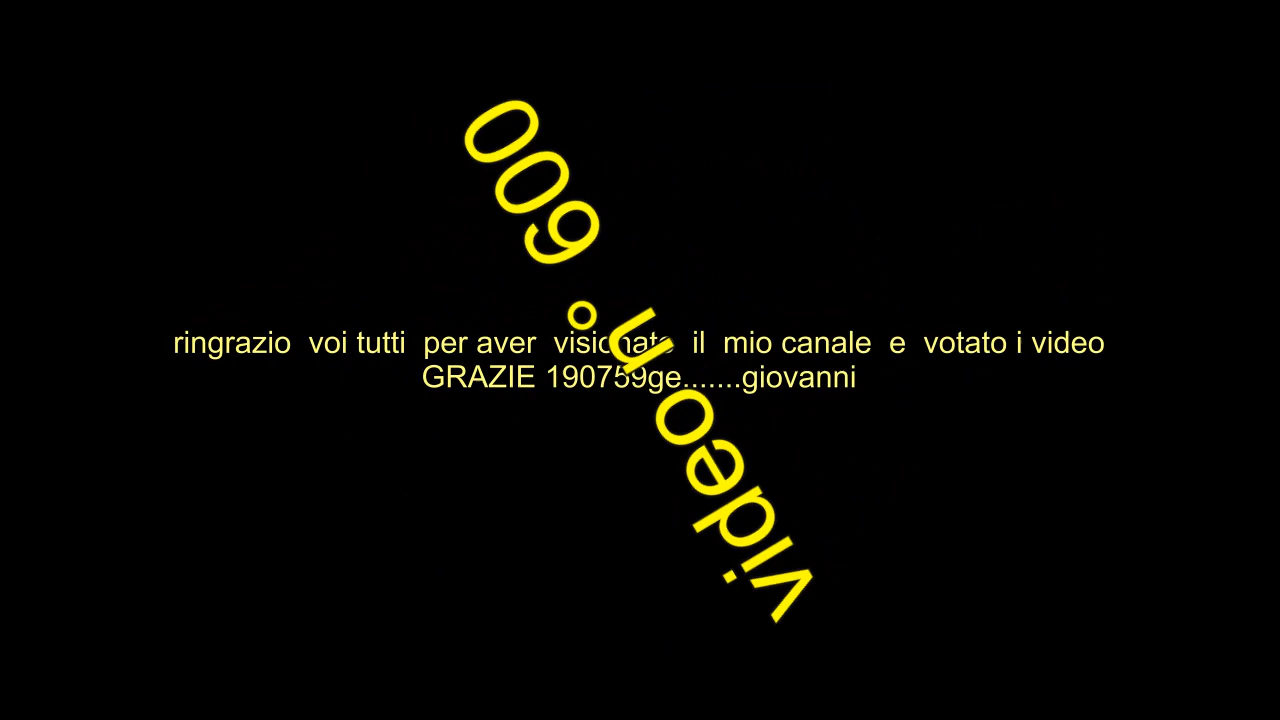 video n° 600
ringrazio voi tutti per aver visionato il mio canale e votato i video
GRAZIE 190759ge.......giovanni